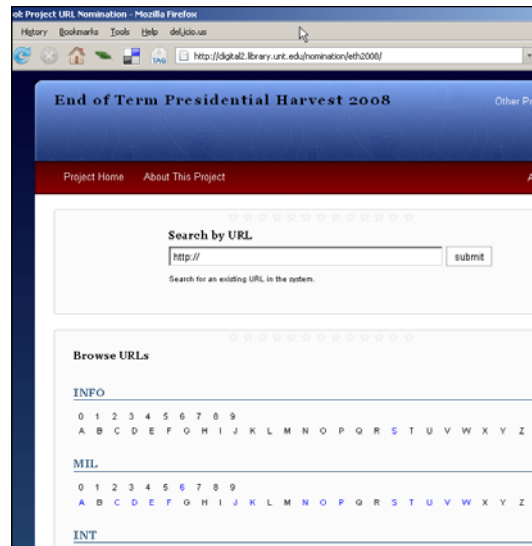 ol: Project URL Nomination - Mozilla Firefox
History Bookmarks Tools Help del.icio.us
TAG http://digital2.library.unt.edu/nomination/eth2008/
End of Term Presidential Harvest 2008 Other Pr
Project Home About This Project A
Search by URL
http:// submit
Search for an existing URL in the system.
Browse URLs
INFO
0 1 2 3 4 5 6 7 8 9
A B C D E F G H I J K L M N O P Q R S T U V W X Y Z
MIL
0 1 2 3 4 5 6 7 8 9
A B C D E F G H I J K L M N O P Q R S T U V W X Y Z
INT